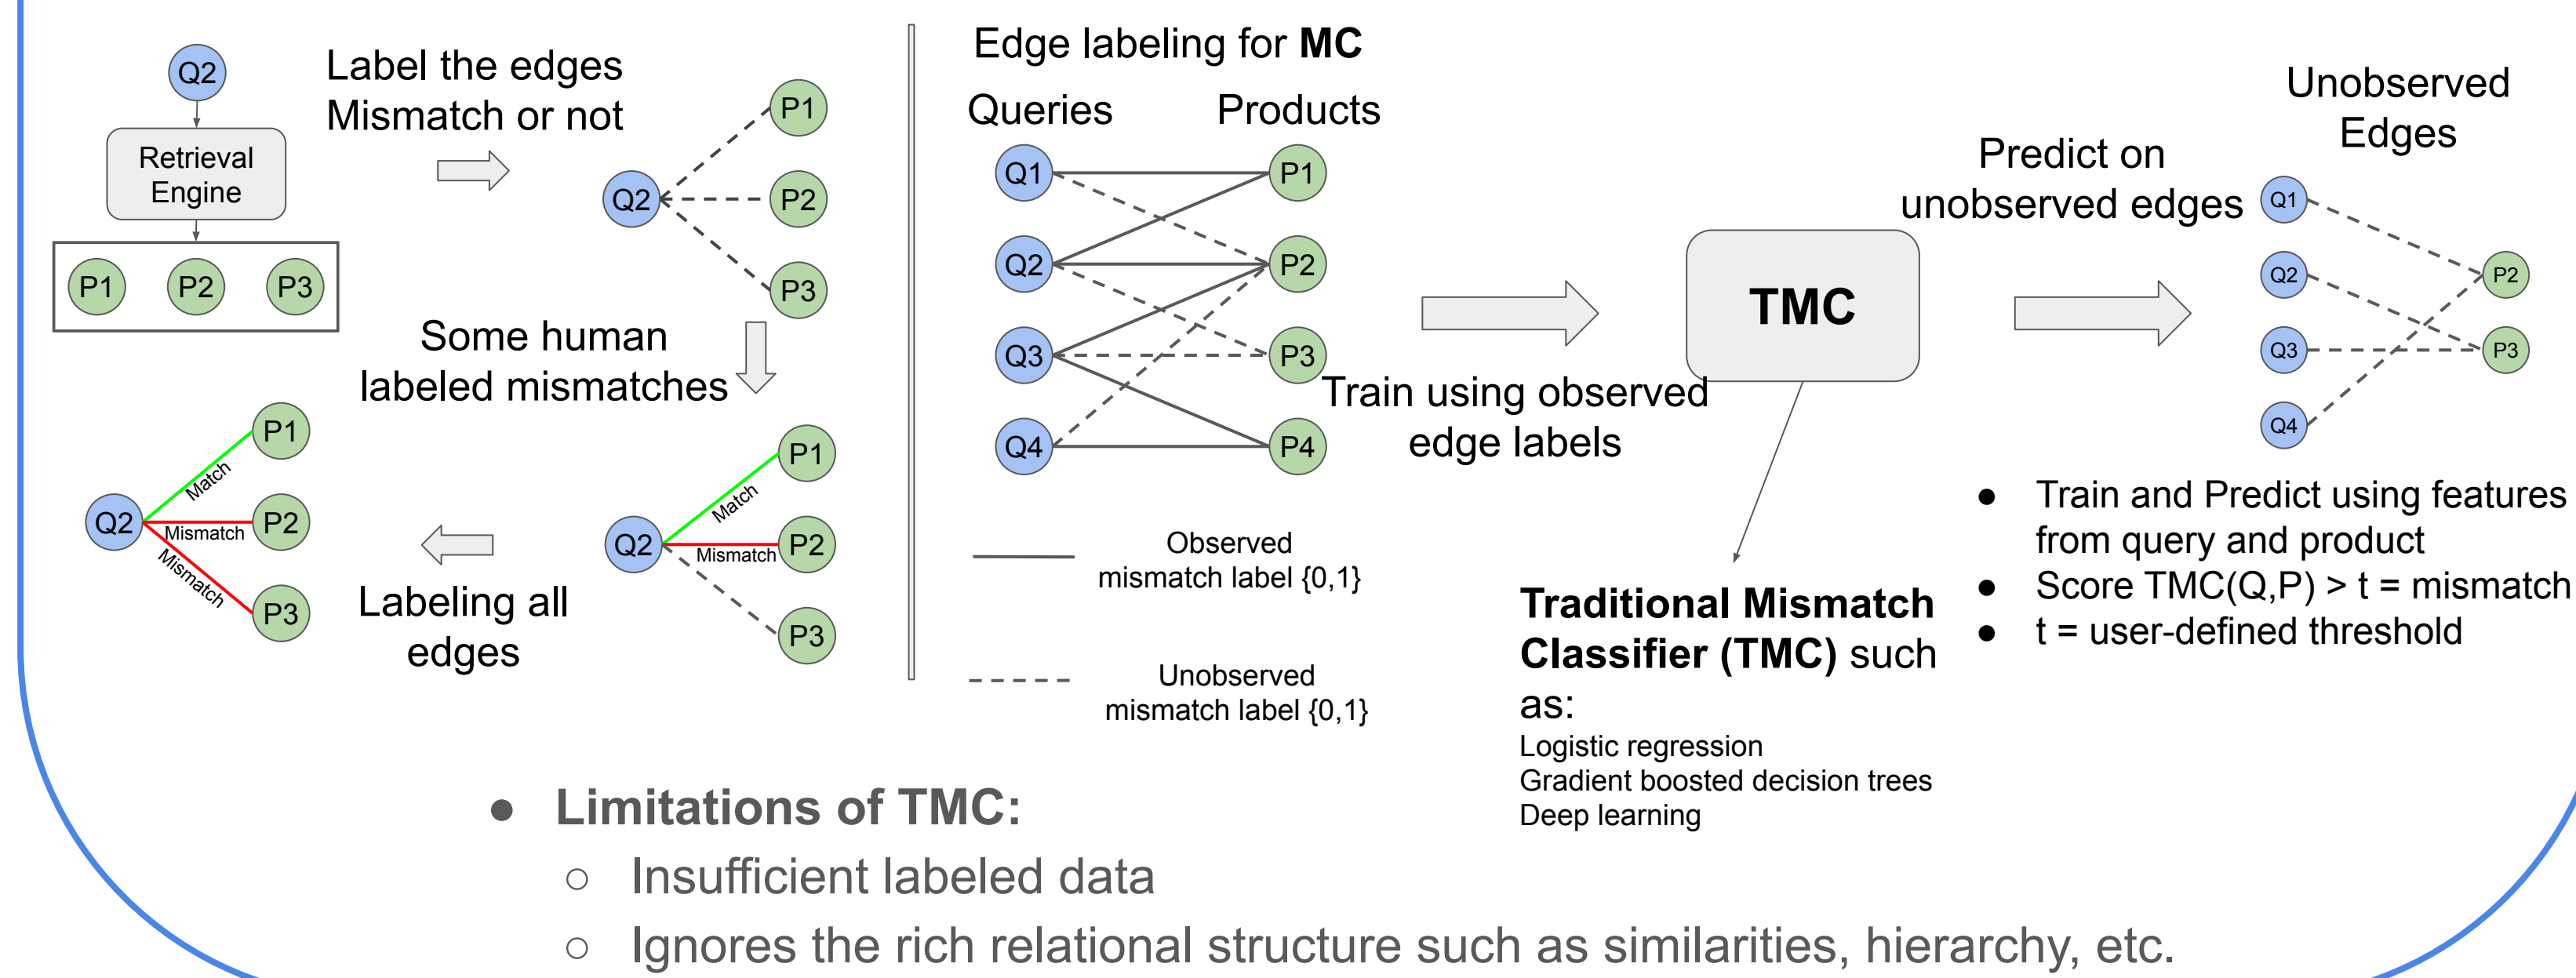 Q2
Retrieval
Engine
P1 P2 P3
Label the edges
Mismatch or not
Q2
P1
P2
P3
Some human
labeled mismatches
Q2
Match
Mismatch
P1
P2
P3
Labeling all
edges
Q2
Match
Mismatch
Mismatch
P1
P2
P3
Edge labeling for MC
Queries Products
Q1 P1
Q2 P2
Q3 P3
Q4 P4
Observed
mismatch label {0,1}
Unobserved
mismatch label {0,1}
Train using observed
edge labels
TMC
Traditional Mismatch
Classifier (TMC) such
as:
Logistic regression
Gradient boosted decision trees
Deep learning
Predict on
unobserved edges
Unobserved
Edges
Q1
Q2 P2
Q3 P3
Q4
● Train and Predict using features
from query and product
● Score TMC(Q,P) > t = mismatch
● t = user-defined threshold
● Limitations of TMC:
○ Insufficient labeled data
○ Ignores the rich relational structure such as similarities, hierarchy, etc.